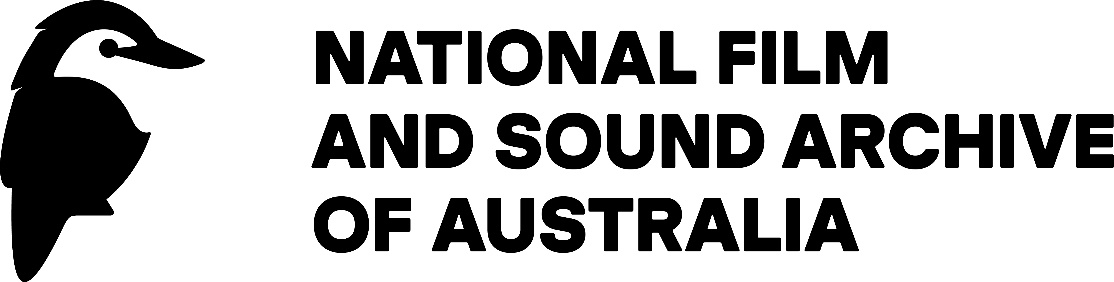 NATIONAL FILM
AND SOUND ARCHIVE
OF AUSTRALIA